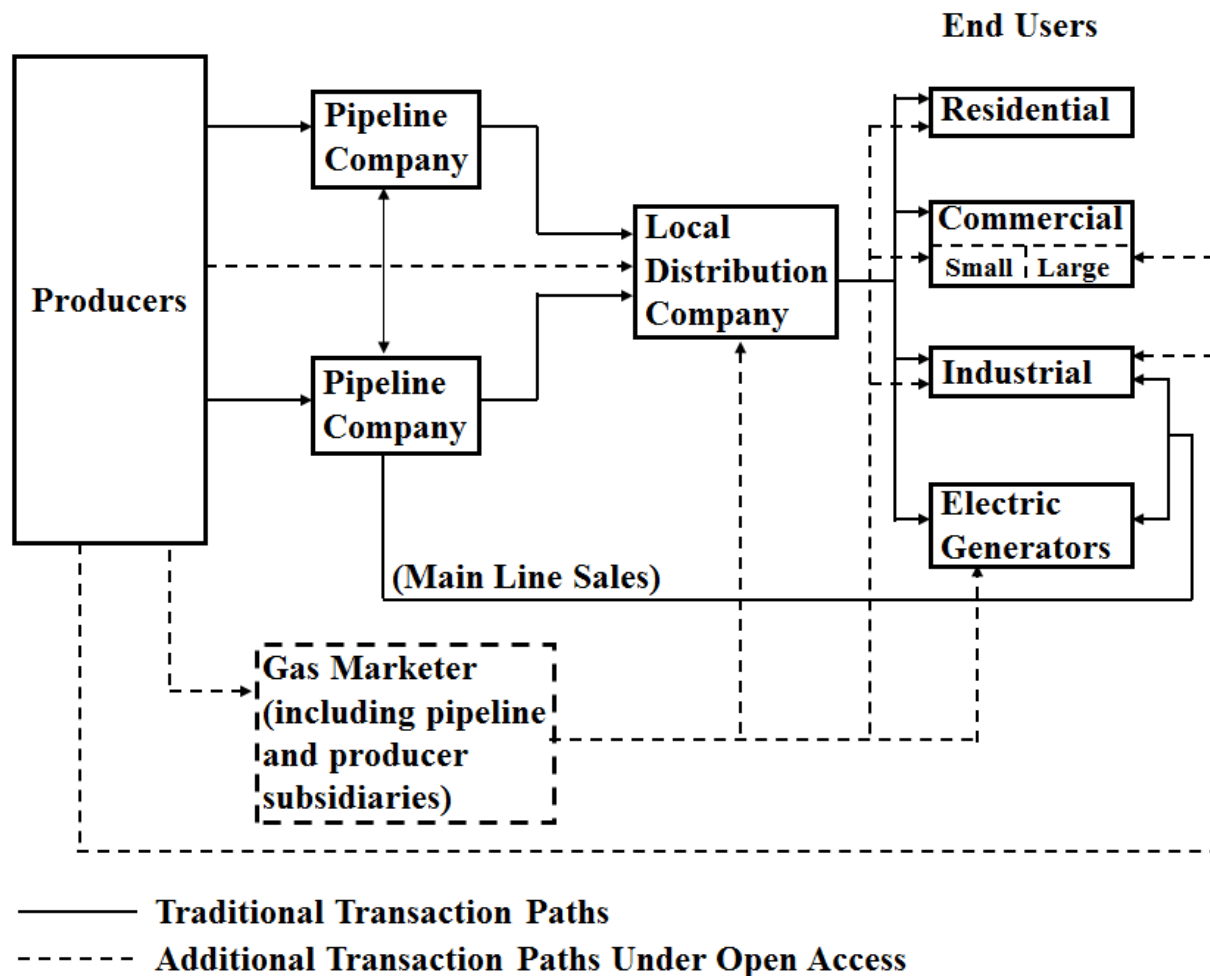 End Users
Producers
Pipeline
Company
Pipeline
Company
Local
Distribution
Company
Residential
Commercial
Small Large
Industrial
Electric
Generators
(Main Line Sales)
Gas Marketer
(including pipeline
and producer
subsidiaries)
Traditional Transaction Paths
Additional Transaction Paths Under Open Access